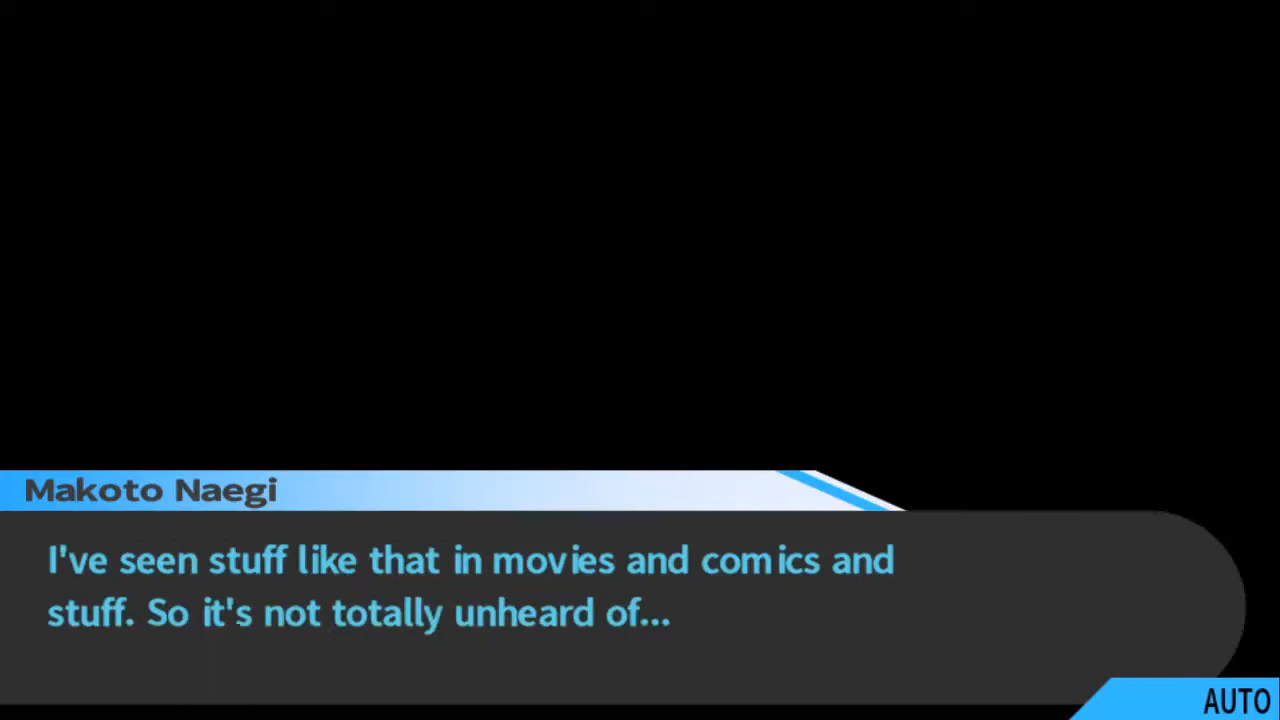 Makoto Naegi
I've seen stuff like that in movies and comics and
stuff. So it's not totally unheard of...
AUTO